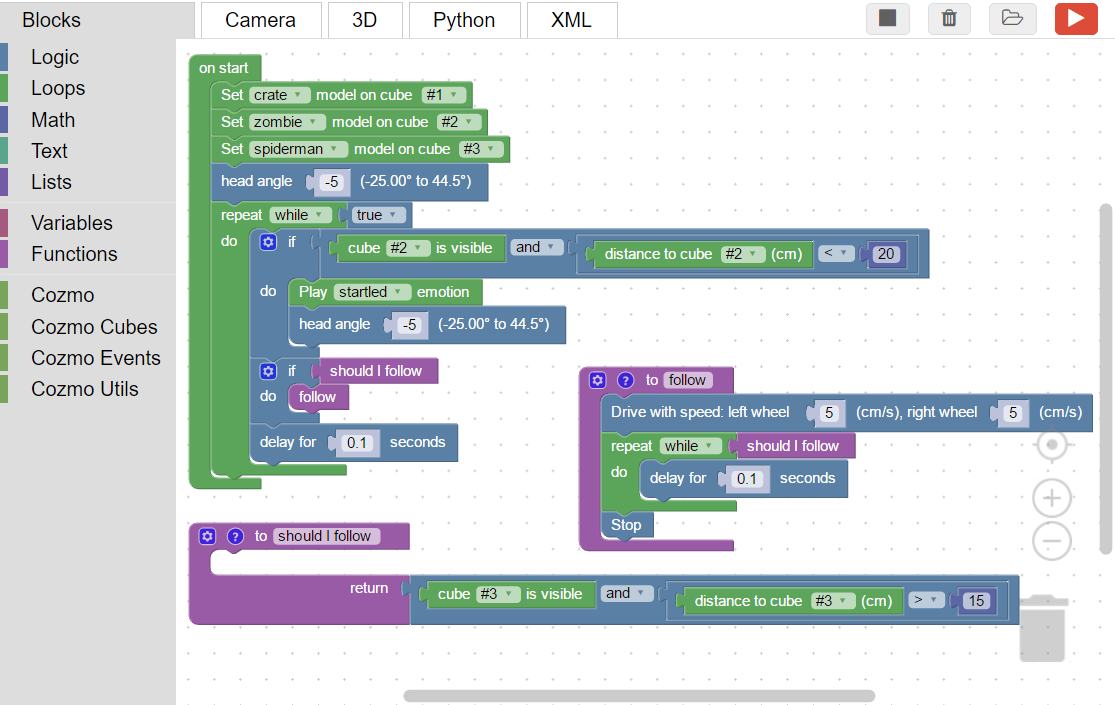 Blocks
Camera
3D
Python
XML
Logic
Loops
Math
Text
Lists
Variables
Functions
Cozmo
Cozmo Cubes
Cozmo Events
Cozmo Utils
on start
Set crate model on cube #1
Set zombie model on cube #2
Set spiderman model on cube #3
head angle -5 (-25.00° to 44.5°)
repeat while true
do if cube #2 is visible and distance to cube #2 (cm) < 20
do Play startled emotion
head angle -5 (-25.00° to 44.5°)
if should I follow
do follow
delay for 0.1 seconds
? to follow
Drive with speed: left wheel 5 (cm/s), right wheel 5 (cm/s)
repeat while should I follow
do delay for 0.1 seconds
Stop
? to should I follow
return cube #3 is visible and distance to cube #3 (cm) > 15